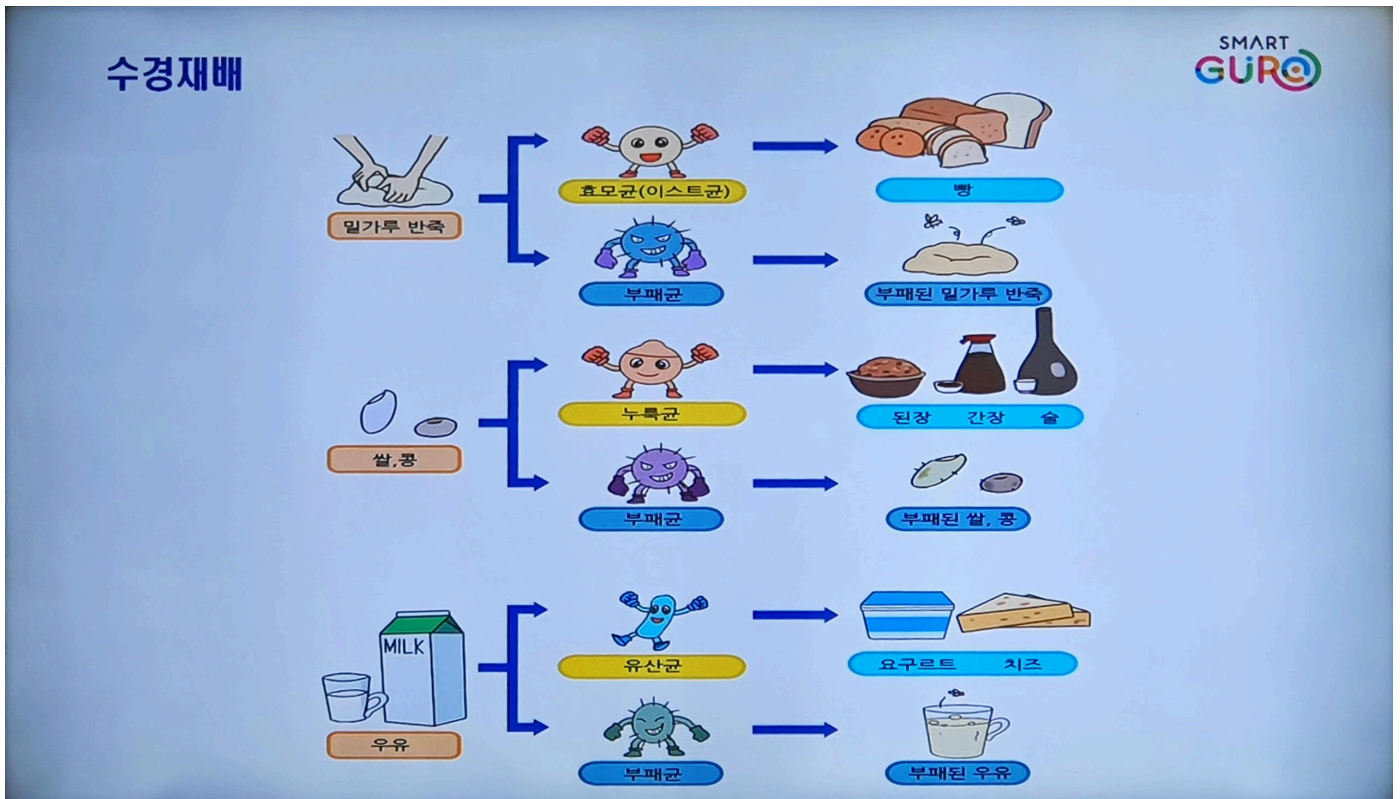 수경재배
SMART
GURO
효모균(이스트균)
빵
밀가루 반죽
부패균
부패된 밀가루 반죽
누룩균
된장 간장 술
쌀,콩
부패균
부패된 쌀, 콩
MILK
유산균
요구르트 치즈
우유
부패균
부패된 우유